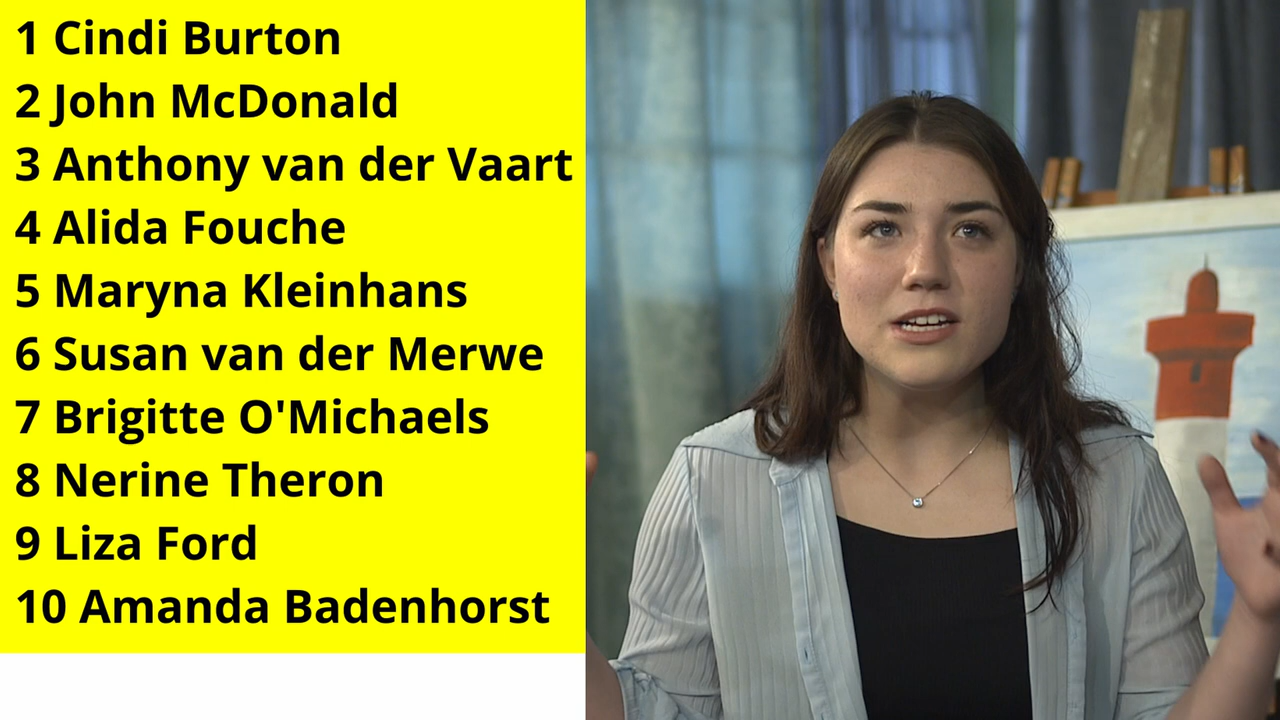 1 Cindi Burton
2 John McDonald
3 Anthony van der Vaart
4 Alida Fouche
5 Maryna Kleinhans
6 Susan van der Merwe
7 Brigitte O'Michaels
8 Nerine Theron
9 Liza Ford
10 Amanda Badenhorst